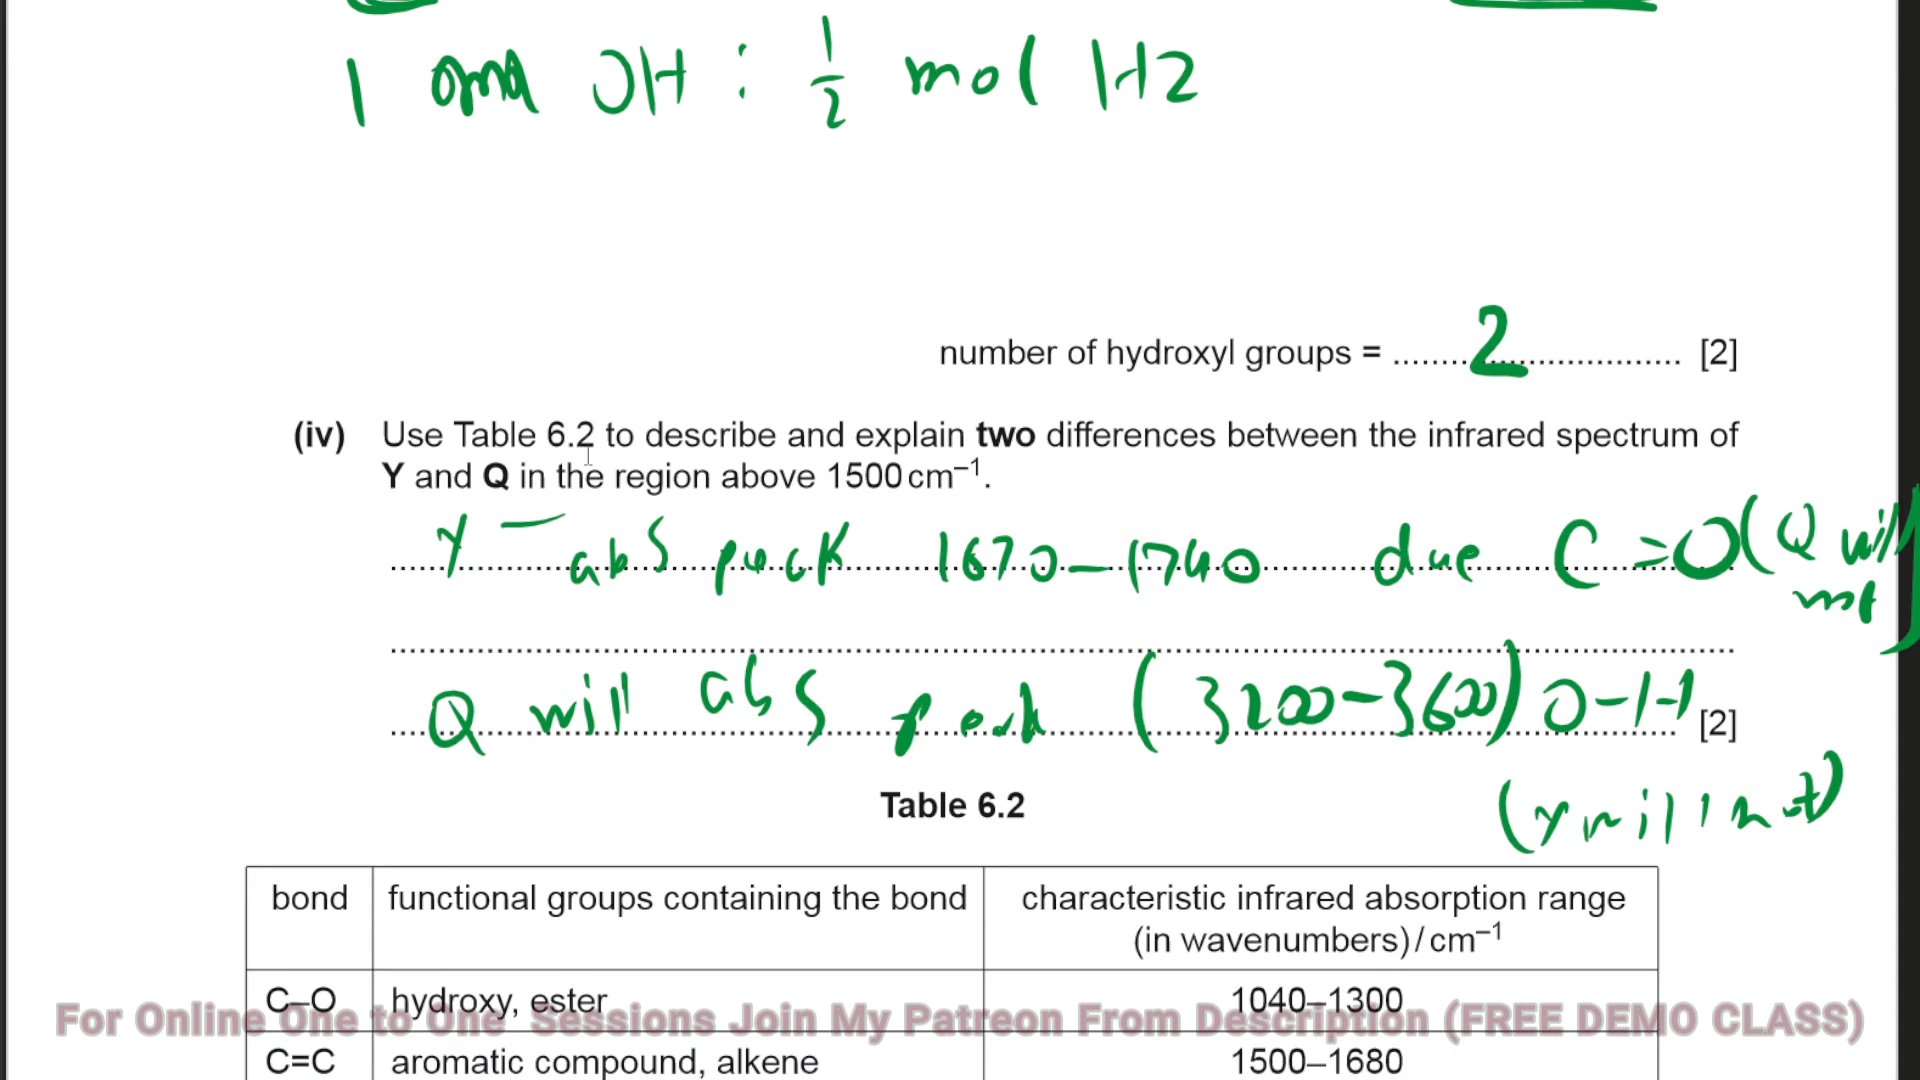 1 OH : 1/2 mol H2
number of hydroxyl groups = ........2.................. [2]
(iv) Use Table 6.2 to describe and explain two differences between the infrared spectrum of
Y and Q in the region above 1500 cm⁻¹.
Y – abs peak 1670–1740 due C=O (Q will
not)
Q will abs peak (3200–3600) O–H [2]
(Y will not)
Table 6.2
bond functional groups containing the bond characteristic infrared absorption range
(in wavenumbers)/cm⁻¹
C–O hydroxy, ester 1040–1300
For Online One to One Sessions Join My Patreon From Description (FREE DEMO CLASS)
C=C aromatic compound, alkene 1500–1680